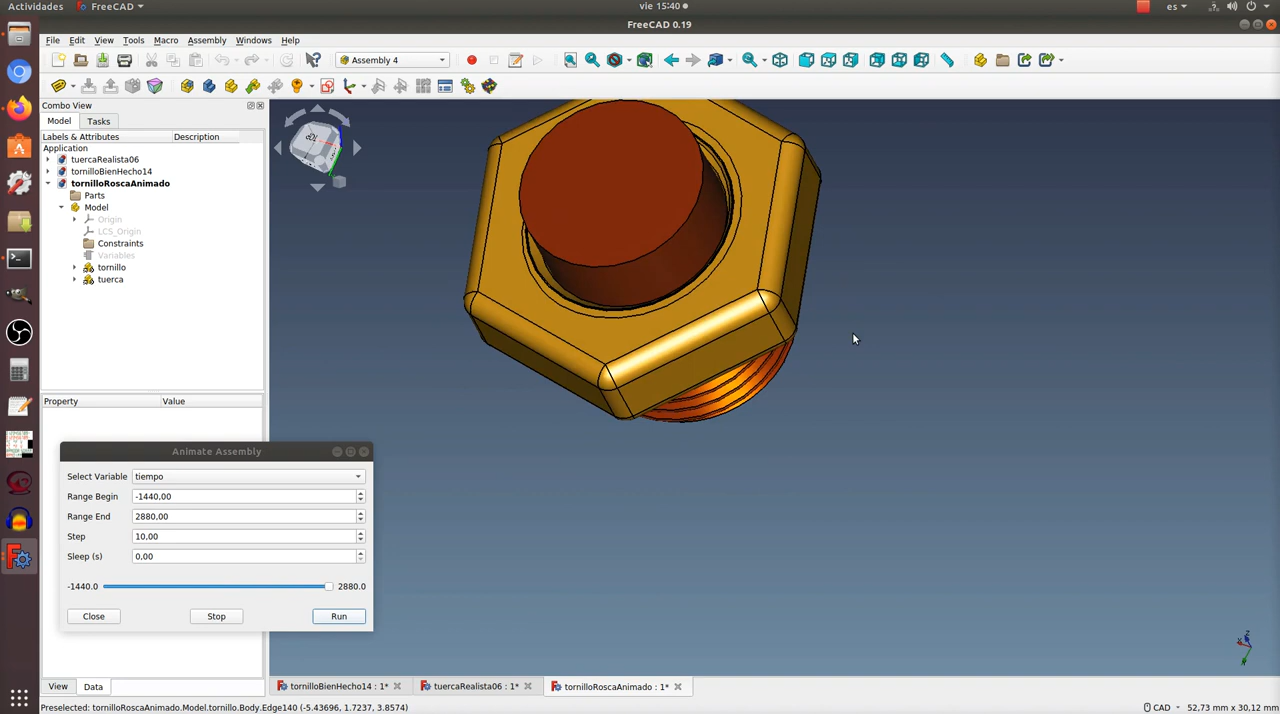 Actividades
FreeCAD
vie 15:40
es
FreeCAD 0.19
File Edit View Tools Macro Assembly Windows Help
Assembly 4
Combo View
Model Tasks
Labels & Attributes Description
Application
tuercaRealista06
tornilloBienHecho14
tornilloRoscaAnimado
Parts
Model
Origin
LCS_Origin
Constraints
Variables
tornillo
tuerca
Property Value
Animate Assembly
Select Variable tiempo
Range Begin -1440,00
Range End 2880,00
Step 10,00
Sleep (s) 0,00
-1440.0 2880.0
Close Stop Run
View Data
tornilloBienHecho14 : 1* tuercaRealista06 : 1* tornilloRoscaAnimado : 1*
Preselected: tornilloRoscaAnimado.Model.tornillo.Body.Edge140 (-5.43696, 1.7237, 3.8574)
CAD 52,73 mm x 30,12 mm